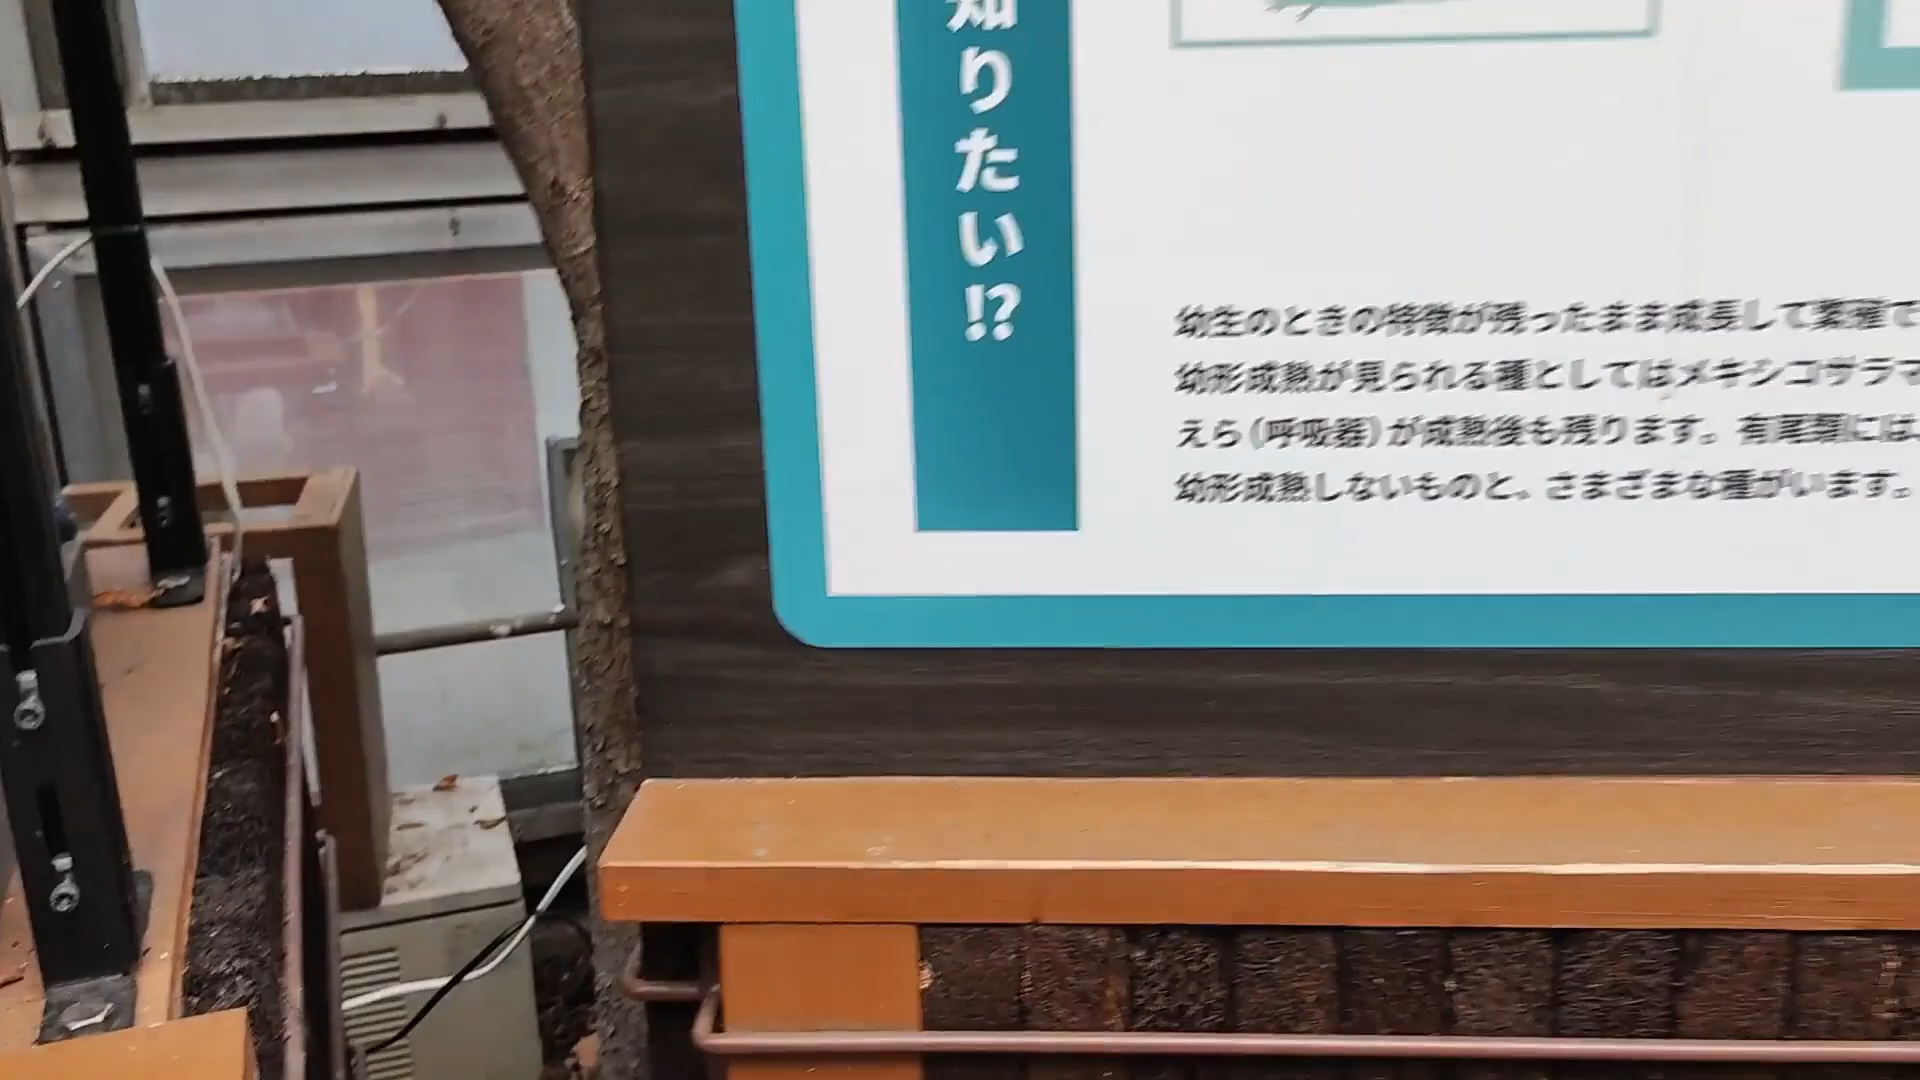 知りたい!?
幼生のときの特徴が残ったまま成長して繁殖で
幼形成熟が見られる種としてはメキシコサラマ
えら(呼吸器)が成熟後も残ります。有尾類には、
幼形成熟しないものと、さまざまな種がいます。